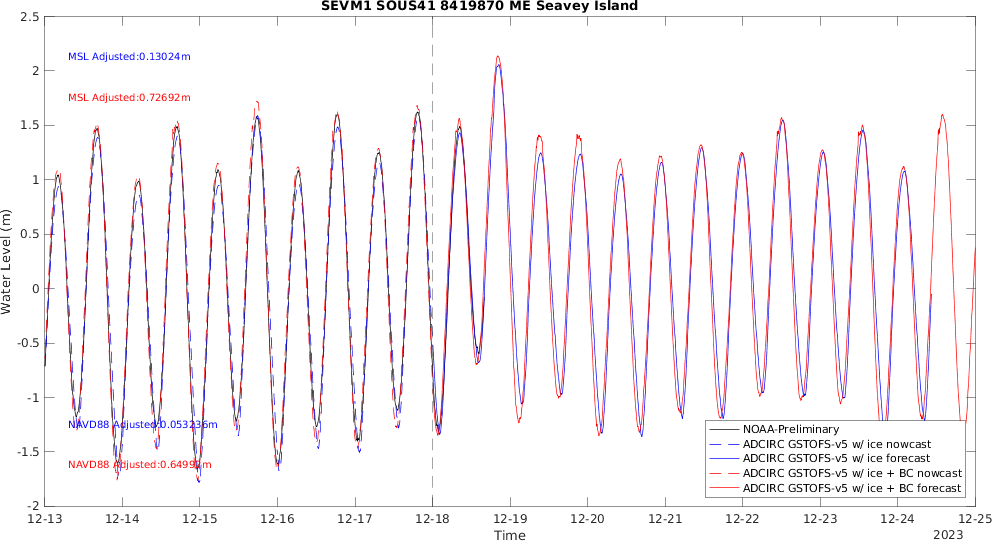 SEVM1 SOUS41 8419870 ME Seavey Island
2.5
2
1.5
1
0.5
0
-0.5
-1
-1.5
-2
Water Level (m)
MSL Adjusted:0.13024m
MSL Adjusted:0.72692m
NAVD88 Adjusted:0.053236m
NAVD88 Adjusted:0.6499
NOAA-Preliminary
ADCIRC GSTOFS-v5 w/ ice nowcast
ADCIRC GSTOFS-v5 w/ ice forecast
ADCIRC GSTOFS-v5 w/ ice + BC nowcast
ADCIRC GSTOFS-v5 w/ ice + BC forecast
12-13 12-14 12-15 12-16 12-17 12-18 12-19 12-20 12-21 12-22 12-23 12-24 12-25
Time
2023